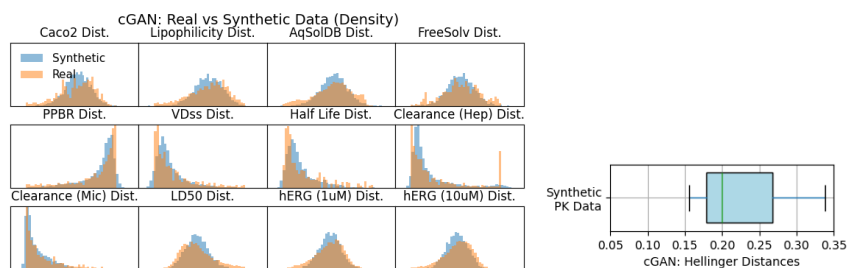 cGAN: Real vs Synthetic Data (Density)
Caco2 Dist. Lipophilicity Dist. AqSolDB Dist. FreeSolv Dist.
Synthetic
Real
PPBR Dist. VDss Dist. Half Life Dist. Clearance (Hep) Dist.
Clearance (Mic) Dist. LD50 Dist. hERG (1uM) Dist. hERG (10uM) Dist.
Synthetic
PK Data
0.05 0.10 0.15 0.20 0.25 0.30 0.35
cGAN: Hellinger Distances